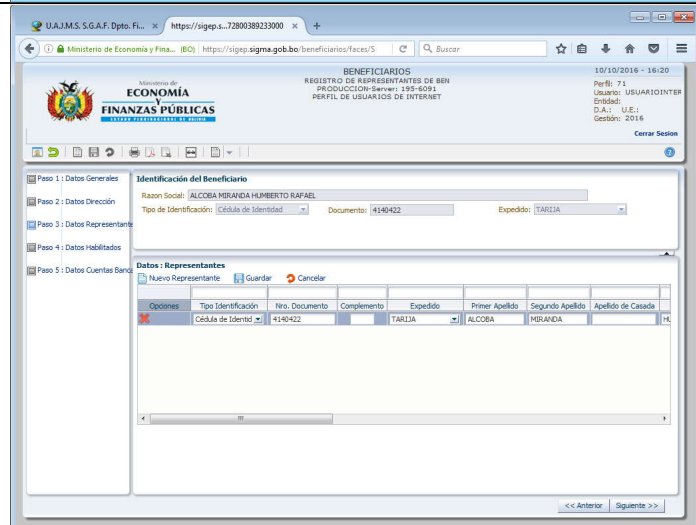 U.A.J.M.S. S.G.A.F. Dpto. Fi... × https://sigep.s...72800389233000 × +
Ministerio de Economía y Fina... (BO) https://sigep.sigma.gob.bo/beneficiarios/faces/S Buscar
Ministerio de
ECONOMÍA
Y
FINANZAS PÚBLICAS
ESTADO PLURINACIONAL DE BOLIVIA
BENEFICIARIOS
REGISTRO DE REPRESENTANTES DE BEN
PRODUCCION-Server: 195-6091
PERFIL DE USUARIOS DE INTERNET
10/10/2016 - 16:20
Perfil: 71
Usuario: USUARIOINTER
Entidad:
D.A.: U.E.:
Gestión: 2016
Cerrar Sesion
Paso 1 : Datos Generales
Paso 2 : Datos Dirección
Paso 3 : Datos Representante
Paso 4 : Datos Habilitados
Paso 5 : Datos Cuentas Banca
Identificación del Beneficiario
Razon Social: ALCOBA MIRANDA HUMBERTO RAFAEL
Tipo de Identificación: Cédula de Identidad Documento: 4140422 Expedido: TARIJA
Datos : Representantes
Nuevo Representante Guardar Cancelar
Opciones Tipo Identificación Nro. Documento Complemento Expedido Primer Apellido Segundo Apellido Apellido de Casada
Cédula de Identid 4140422 TARIJA ALCOBA MIRANDA HU
<< Anterior Siguiente >>